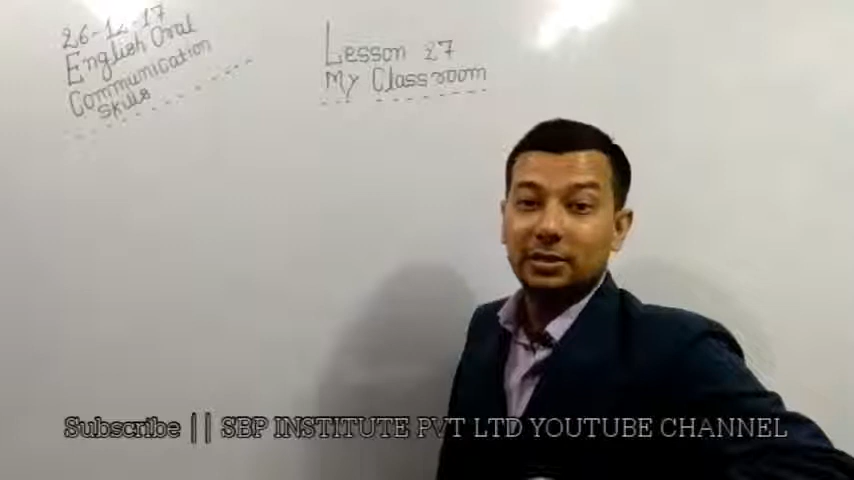 26-12-17
English Oral
Communication
skills
Lesson 27
My Classroom
Subscribe || SBP INSTITUTE PVT LTD YOUTUBE CHANNEL